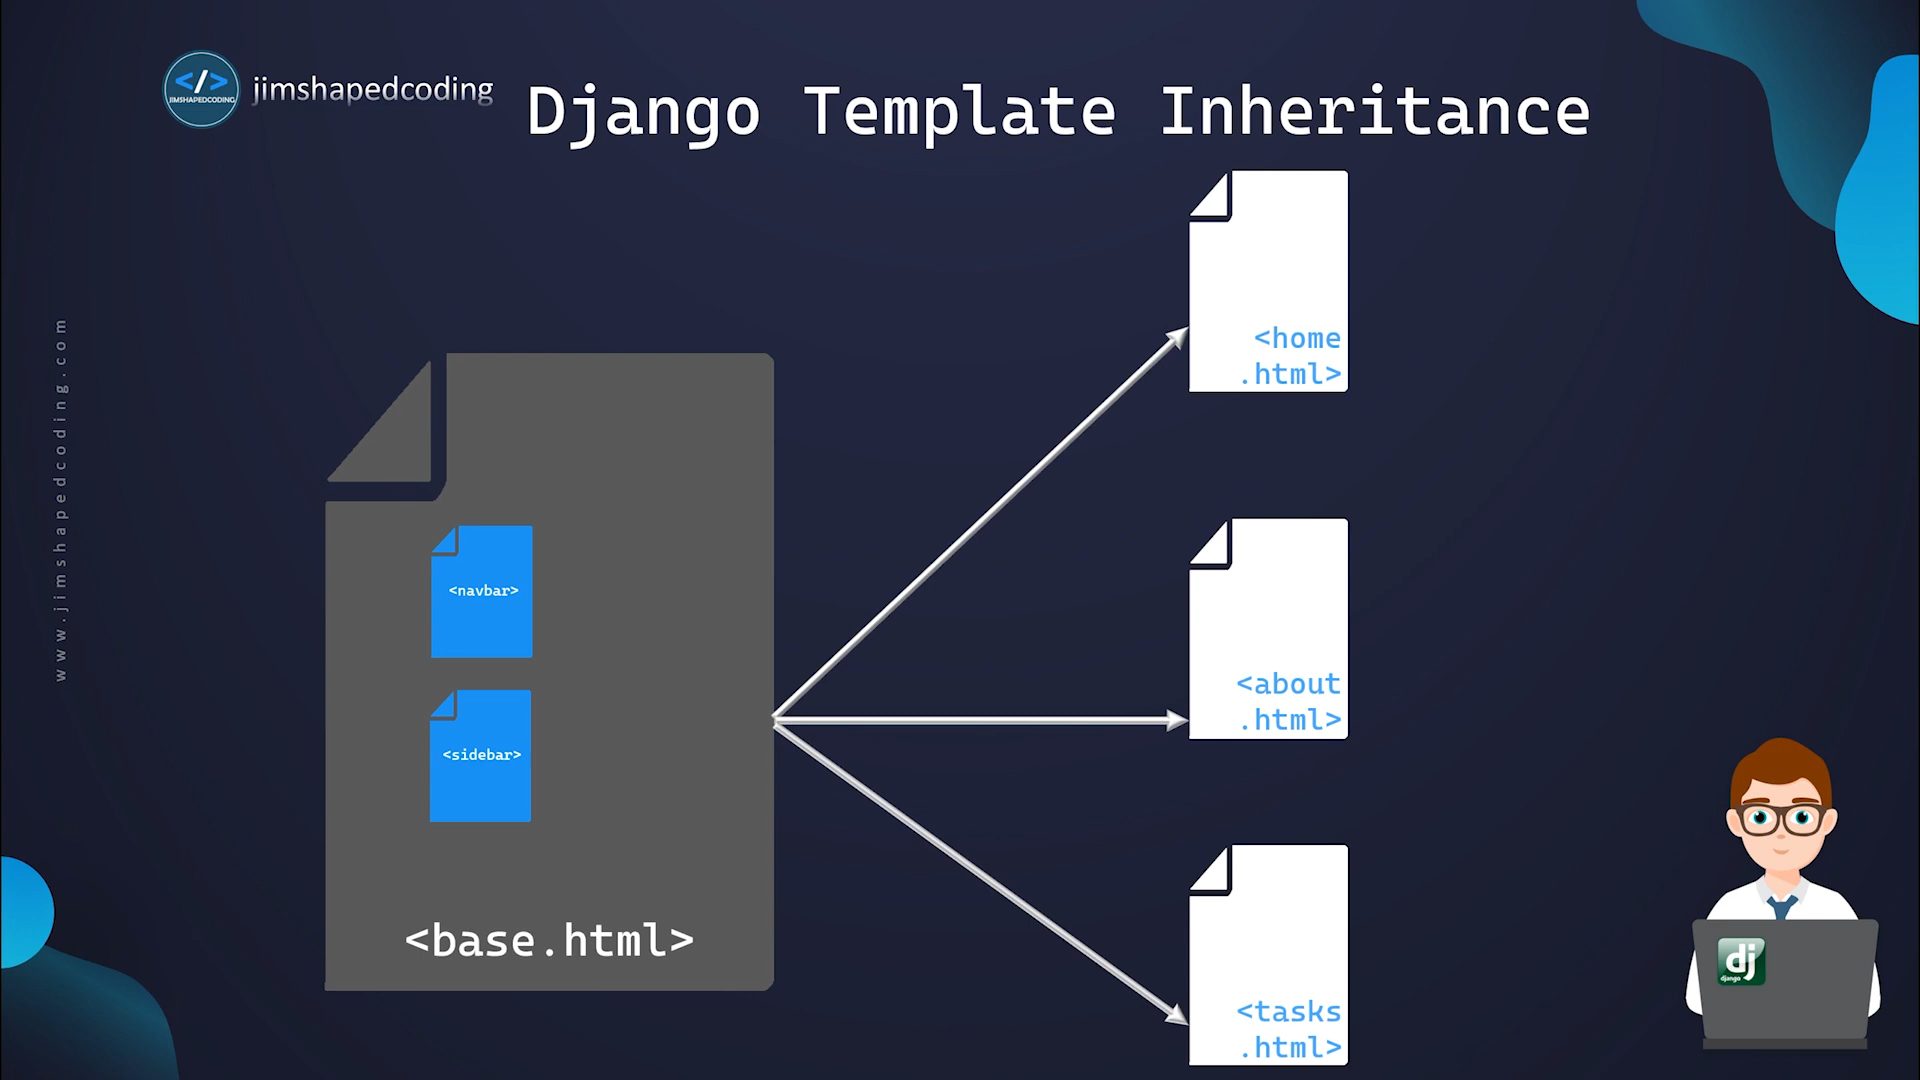 </>
JIMSHAPEDCODING
jimshapedcoding
Django Template Inheritance
www.jimshapedcoding.com
<navbar>
<sidebar>
<base.html>
<home
.html>
<about
.html>
<tasks
.html>
dj
django